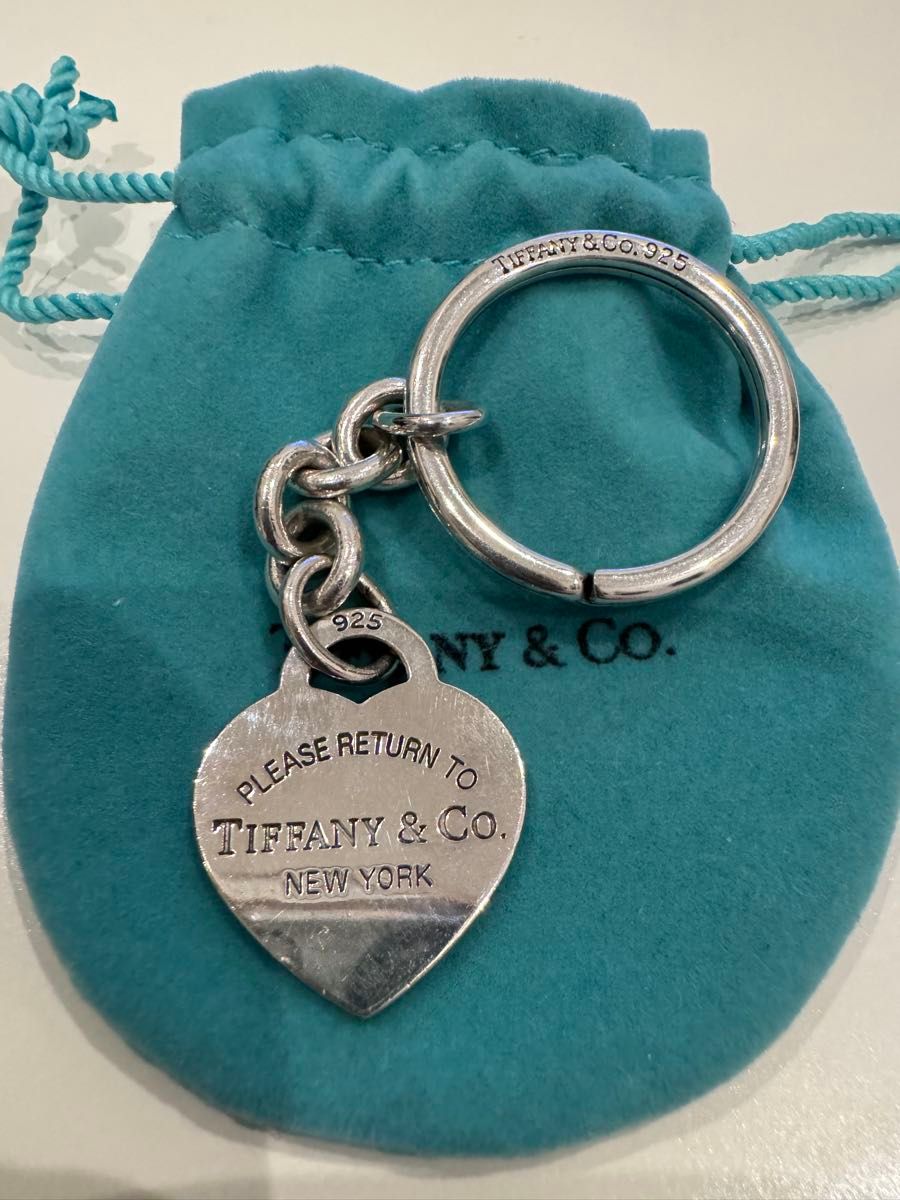 TIFFANY & CO. 925
925
NY & CO.
PLEASE RETURN TO
TIFFANY & CO.
NEW YORK